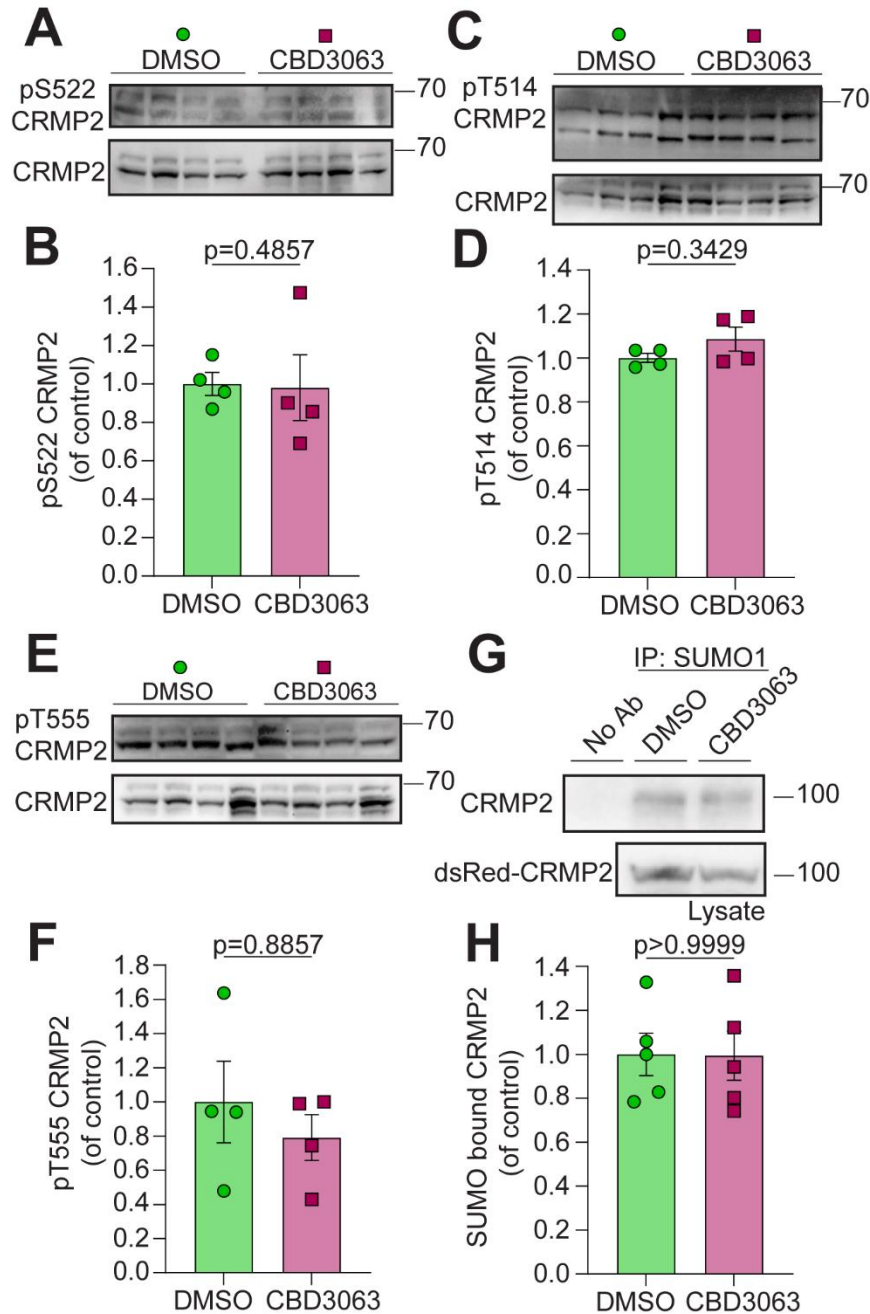 A
DMSO CBD3063
pS522
CRMP2
70
CRMP2
70
C
DMSO CBD3063
pT514
CRMP2
70
CRMP2
70
B
p=0.4857
pS522 CRMP2
(of control)
1.6
1.4
1.2
1.0
0.8
0.6
0.4
0.2
0.0
DMSO CBD3063
D
p=0.3429
pT514 CRMP2
(of control)
1.4
1.2
1.0
0.8
0.6
0.4
0.2
0.0
DMSO CBD3063
E
DMSO CBD3063
pT555
CRMP2
70
CRMP2
70
G
IP: SUMO1
No Ab DMSO CBD3063
CRMP2
100
dsRed-CRMP2
100
Lysate
F
p=0.8857
pT555 CRMP2
(of control)
1.8
1.6
1.4
1.2
1.0
0.8
0.6
0.4
0.2
0.0
DMSO CBD3063
H
p>0.9999
SUMO bound CRMP2
(of control)
1.4
1.2
1.0
0.8
0.6
0.4
0.2
0.0
DMSO CBD3063